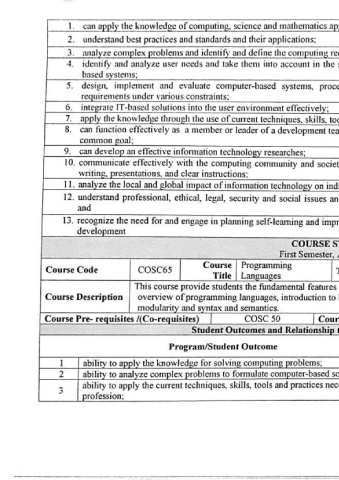 1. can apply the knowledge of computing, science and mathematics ap
2. understand best practices and standards and their applications;
3. analyze complex problems and identify and define the computing re
4. identify and analyze user needs and take them into account in the
based systems;
5. design, implement and evaluate computer-based systems, proce
requirements under various constraints;
6. integrate IT-based solutions into the user environment effectively;
7. apply the knowledge through the use of current techniques, skills, too
8. can function effectively as a member or leader of a development tea
common goal;
9. can develop an effective information technology researches;
10. communicate effectively with the computing community and societ
writing, presentations, and clear instructions;
11. analyze the local and global impact of information technology on ind
12. understand professional, ethical, legal, security and social issues an
and
13. recognize the need for and engage in planning self-learning and impr
development
COURSE S
First Semester,
Course Code COSC65 Course Title Programming Languages
Course Description This course provide students the fundamental features
overview of programming languages, introduction to
modularity and syntax and semantics.
Course Pre- requisites /(Co-requisites) COSC 50 Cour
Student Outcomes and Relationship
Program/Student Outcome
1 ability to apply the knowledge for solving computing problems;
2 ability to analyze complex problems to formulate computer-based so
3 ability to apply the current techniques, skills, tools and practices nec
profession;